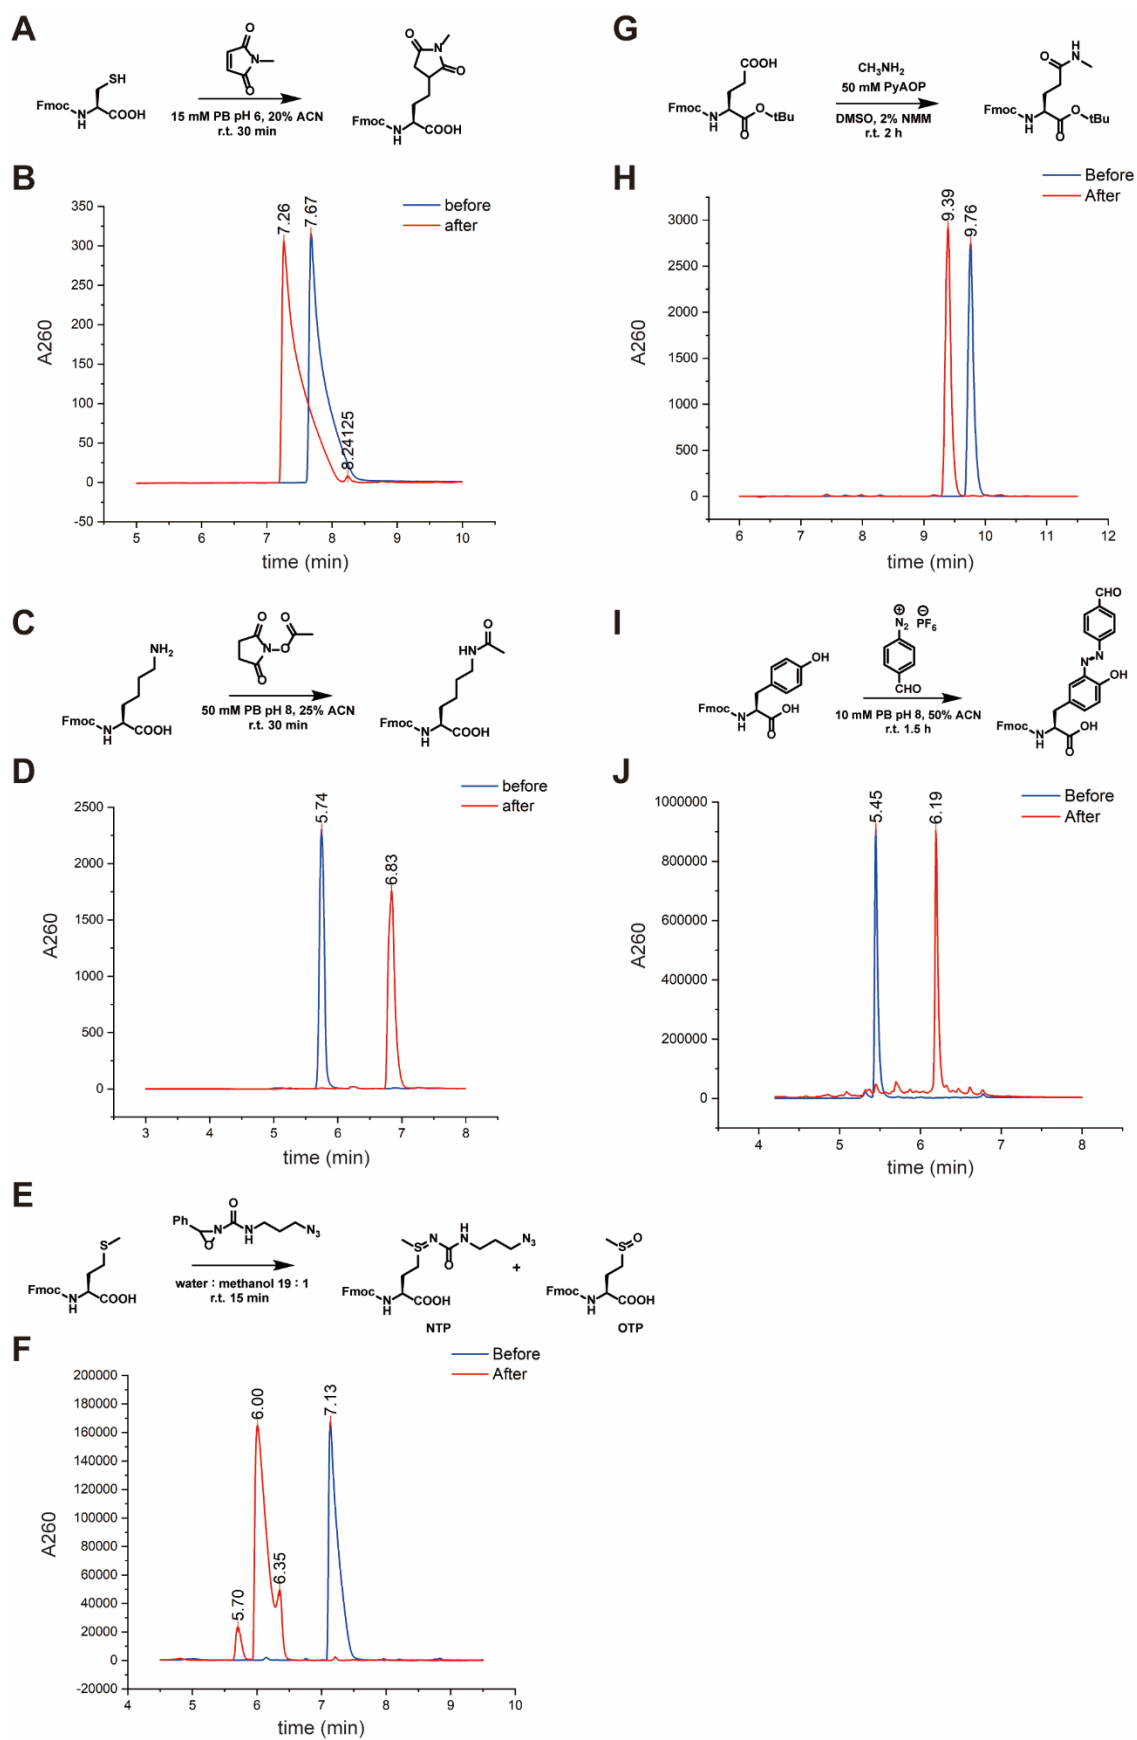 A
O
N
O
SH
Fmoc
N
H
COOH
15 mM PB pH 6, 20% ACN
r.t. 30 min
O
N
O
Fmoc
N
H
COOH
B
before
after
7.26
7.67
8.24125
350
300
250
200
150
100
50
0
-50
A260
5 6 7 8 9 10
time (min)
C
NH2
Fmoc
N
H
COOH
O
O
N
O
O
50 mM PB pH 8, 25% ACN
r.t. 30 min
O
HN
Fmoc
N
H
COOH
D
before
after
5.74
6.83
2500
2000
1500
1000
500
0
A260
3 4 5 6 7 8
time (min)
E
S
Fmoc
N
H
COOH
Ph
O
N
O
N
H
N3
water : methanol 19 : 1
r.t. 15 min
S N
H
N
N3
O
Fmoc
N
H
COOH
NTP
+
S O
Fmoc
N
H
COOH
OTP
F
Before
After
5.70
6.00
6.35
7.13
200000
180000
160000
140000
120000
100000
80000
60000
40000
20000
0
-20000
A260
4 5 6 7 8 9 10
time (min)
G
COOH
Fmoc
N
H
O
O
tBu
CH3NH2
50 mM PyAOP
DMSO, 2% NMM
r.t. 2 h
O
H
N
Fmoc
N
H
O
O
tBu
H
Before
After
9.39
9.76
3000
2500
2000
1500
1000
500
0
A260
6 7 8 9 10 11 12
time (min)
I
OH
Fmoc
N
H
OH
O
⊕
N2
⊖
PF6
CHO
10 mM PB pH 8, 50% ACN
r.t. 1.5 h
CHO
N
N
OH
Fmoc
N
H
OH
O
J
Before
After
5.45
6.19
1000000
800000
600000
400000
200000
0
A260
4 5 6 7 8
time (min)